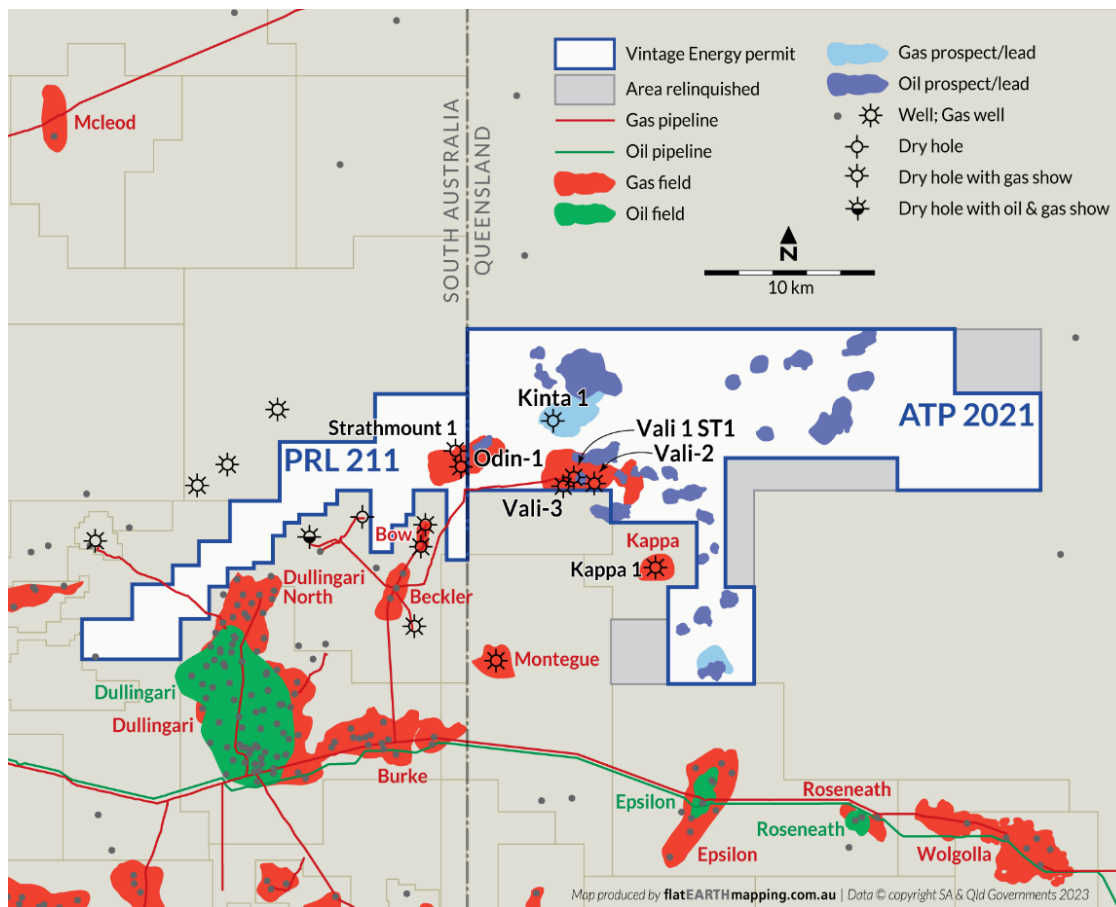 Mcleod
SOUTH AUSTRALIA
QUEENSLAND
Vintage Energy permit
Area relinquished
Gas pipeline
Oil pipeline
Gas field
Oil field
Gas prospect/lead
Oil prospect/lead
Well; Gas well
Dry hole
Dry hole with gas show
Dry hole with oil & gas show
N
10 km
Kinta 1
ATP 2021
Strathmount 1
Vali 1 ST1
PRL 211
Odin-1
Vali-2
Vali-3
Bow
Kappa
Kappa 1
Dullingari
North
Beckler
Montegue
Dullingari
Dullingari
Burke
Epsilon
Roseneath
Roseneath
Epsilon
Wolgolla
Map produced by flatEARTHmapping.com.au | Data © copyright SA & Qld Governments 2023